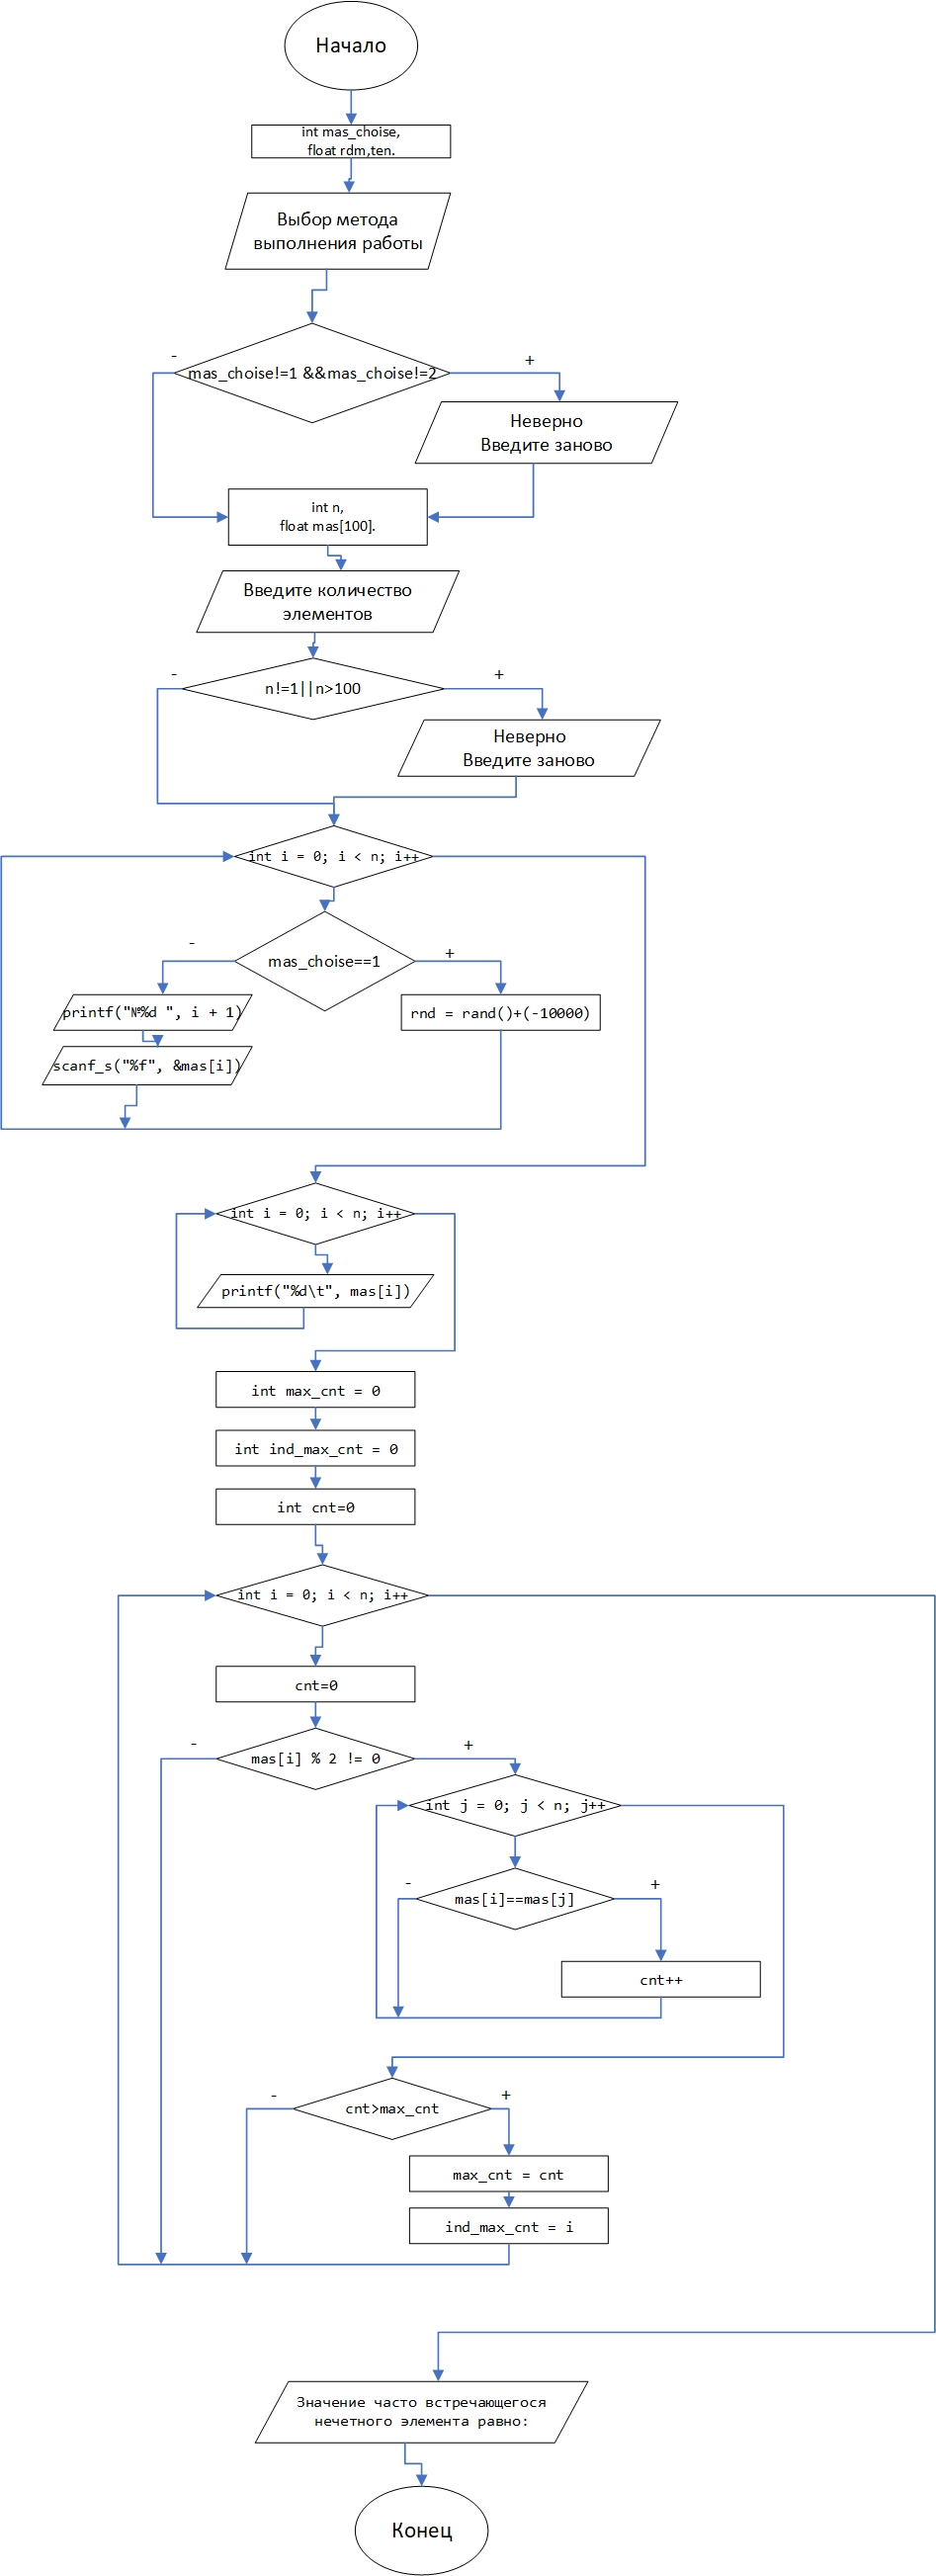 Начало
int mas_choise,
float rdm,ten.
Выбор метода
выполнения работы
-
+
mas_choise!=1 &&mas_choise!=2
Неверно
Введите заново
int n,
float mas[100].
Введите количество
элементов
-
+
n!=1||n>100
Неверно
Введите заново
int i = 0; i < n; i++
-
+
mas_choise==1
printf("№%d ", i + 1)
rnd = rand()+(-10000)
scanf_s("%f", &mas[i])
int i = 0; i < n; i++
printf("%d\t", mas[i])
int max_cnt = 0
int ind_max_cnt = 0
int cnt=0
int i = 0; i < n; i++
cnt=0
-
+
mas[i] % 2 != 0
int j = 0; j < n; j++
-
+
mas[i]==mas[j]
cnt++
-
+
cnt>max_cnt
max_cnt = cnt
ind_max_cnt = i
Значение часто встречающегося
нечетного элемента равно:
Конец